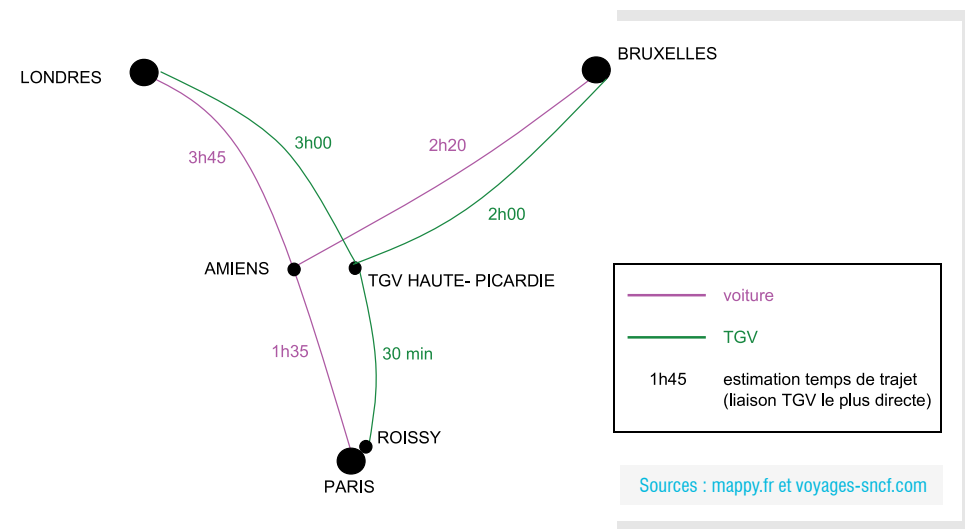 BRUXELLES
LONDRES
3h00
2h20
3h45
2h00
AMIENS
TGV HAUTE- PICARDIE
voiture
TGV
1h35
30 min
1h45
estimation temps de trajet
(liaison TGV le plus directe)
ROISSY
PARIS
Sources : mappy.fr et voyages-sncf.com